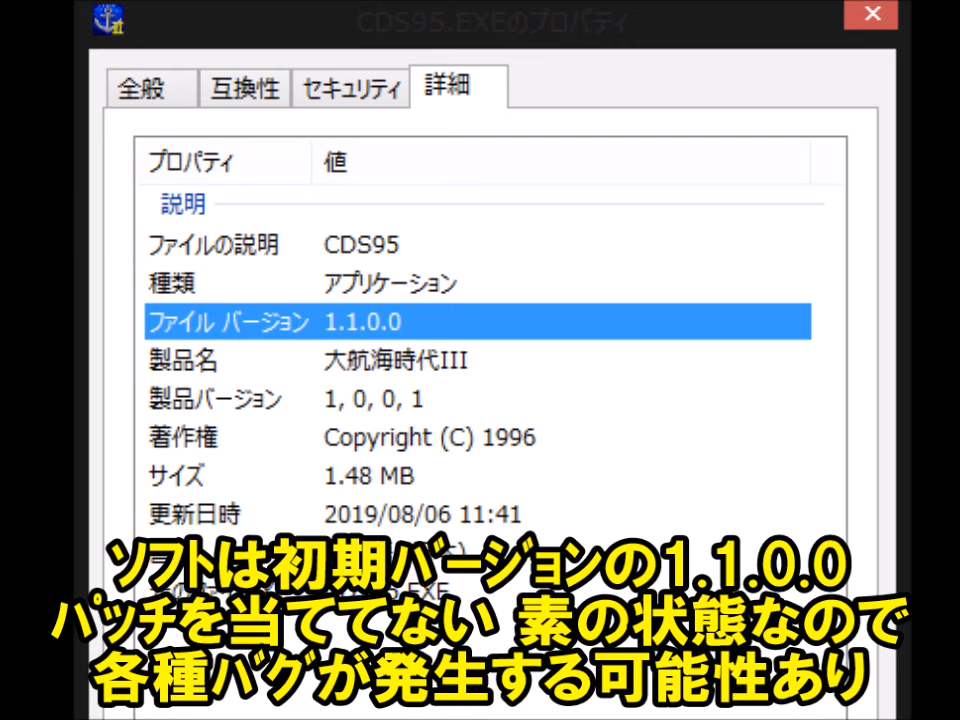 CDS95.EXEのプロパティ
全般 互換性 セキュリティ 詳細
プロパティ 値
説明
ファイルの説明 CDS95
種類 アプリケーション
ファイル バージョン 1.1.0.0
製品名 大航海時代III
製品バージョン 1, 0, 0, 1
著作権 Copyright (C) 1996
サイズ 1.48 MB
更新日時 2019/08/06 11:41
ソフトは初期バージョンの1.1.0.0
パッチを当ててない 素の状態なので
各種バグが発生する可能性あり